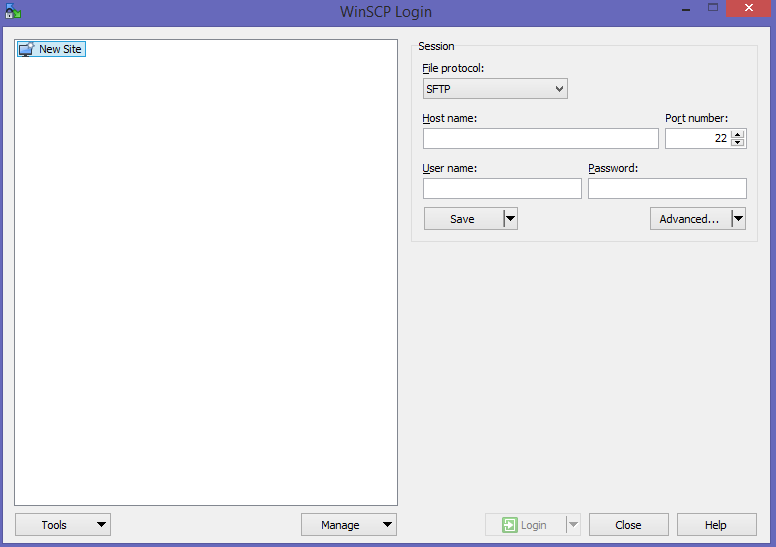 WinSCP Login
New Site
Session
File protocol:
SFTP
Host name:
Port number:
22
User name:
Password:
Save
Advanced...
Tools
Manage
Login
Close
Help